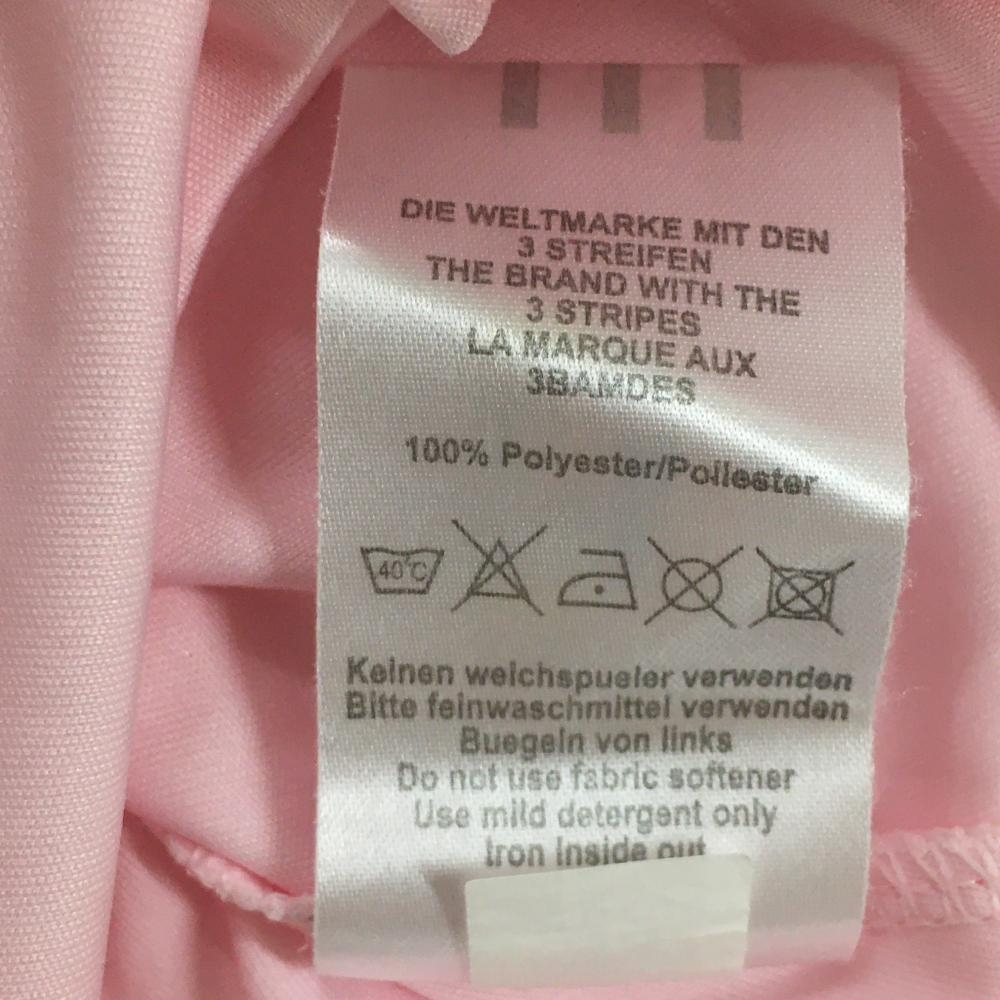 DIE WELTMARKE MIT DEN
3 STREIFEN
THE BRAND WITH THE
3 STRIPES
LA MARQUE AUX
3BAMDES
100% Polyester/Poliester
40°C
Keinen weichspueler verwenden
Bitte feinwaschmittel verwenden
Buegeln von links
Do not use fabric softener
Use mild detergent only
Iron inside out